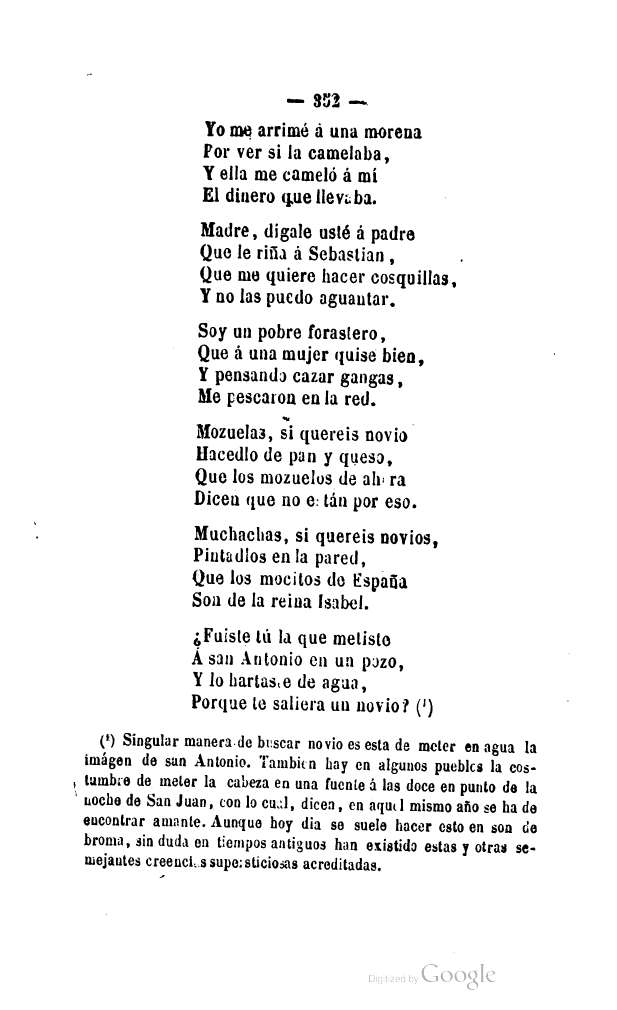 — 352 —
Yo me arrimé á una morena
Por ver si la camelaba,
Y ella me cameló á mí
El dinero que llevaba.
Madre, digale usté á padre
Que le riña á Sebastian,
Que me quiere hacer cosquillas,
Y no las puedo aguantar.
Soy un pobre forastero,
Que á una mujer quise bien,
Y pensando cazar gangas,
Me pescaron en la red.
Mozuelas, si quereis novio
Hacedlo de pan y queso,
Que los mozuelos de ahora
Dicen que no están por eso.
Muchachas, si quereis novios,
Pintadlos en la pared,
Que los mocitos de España
Son de la reina Isabel.
¿Fuiste tú la que metiste
Á san Antonio en un pozo,
Y lo hartaste de agua,
Porque te saliera un novio? (¹)
(¹) Singular manera de buscar novio es esta de meter en agua la
imágen de san Antonio. Tambien hay en algunos pueblos la cos-
tumbre de meter la cabeza en una fuente á las doce en punto de la
noche de San Juan, con lo cual, dicen, en aquel mismo año se ha de
encontrar amante. Aunque hoy dia se suele hacer esto en son de
broma, sin duda en tiempos antiguos han existido estas y otras se-
mejantes creencias supersticiosas acreditadas.
Digitized by Google